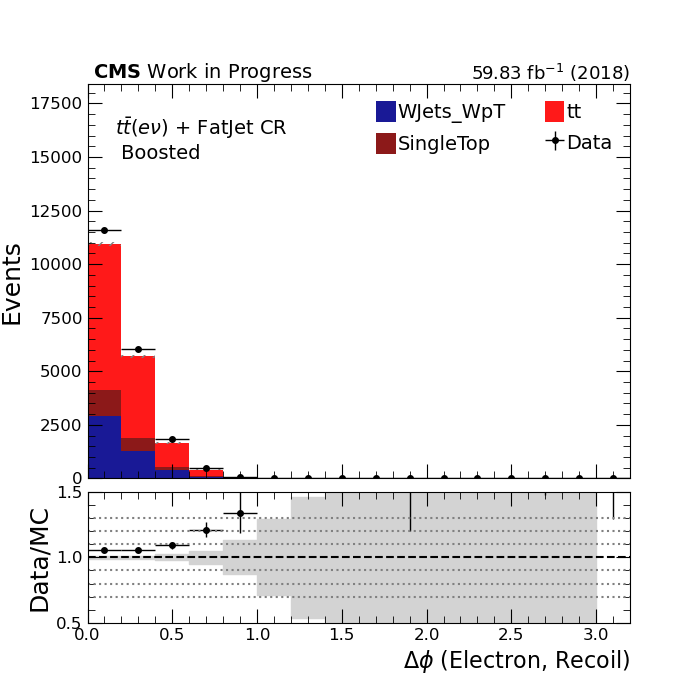 CMS Work in Progress 59.83 fb⁻¹ (2018)
tt̄(eν) + FatJet CR
Boosted
WJets_WpT tt
SingleTop Data
Events
17500
15000
12500
10000
7500
5000
2500
0
Data/MC
1.5
1.0
0.5
0.0 0.5 1.0 1.5 2.0 2.5 3.0
Δϕ (Electron, Recoil)